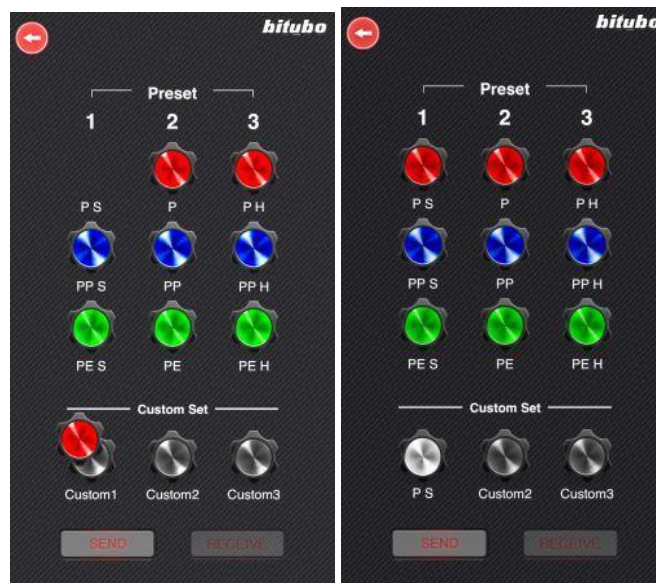 bitubo
Preset
1 2 3
P S P P H
PP S PP PP H
PE S PE PE H
Custom Set
Custom1 Custom2 Custom3
SEND RECEIVE
bitubo
Preset
1 2 3
P S P P H
PP S PP PP H
PE S PE PE H
Custom Set
P S Custom2 Custom3
SEND RECEIVE